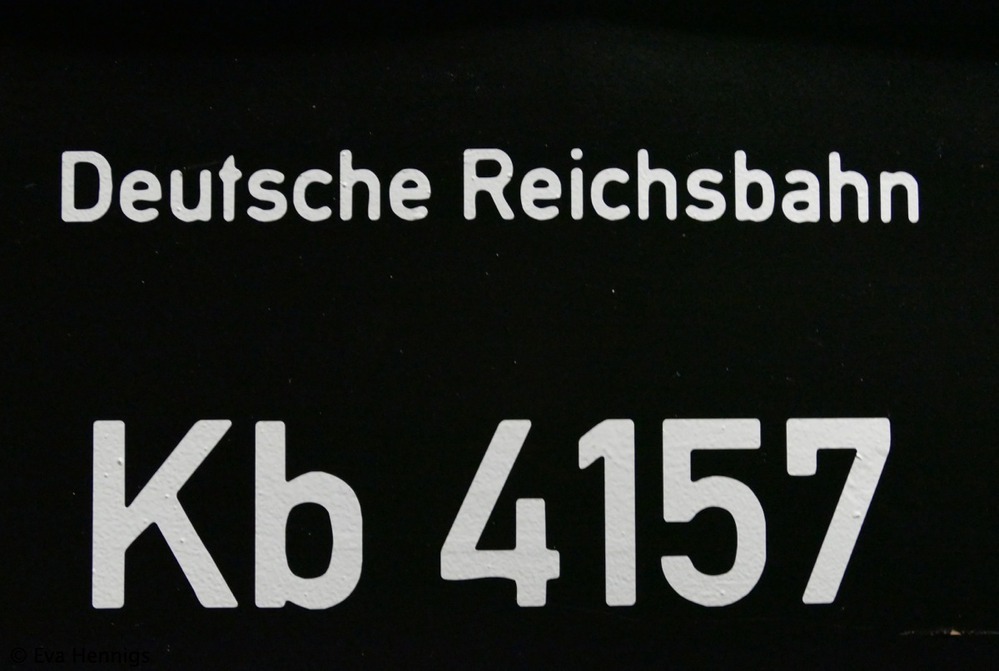 Deutsche Reichsbahn
Kb 4157
© Eva Hennigs